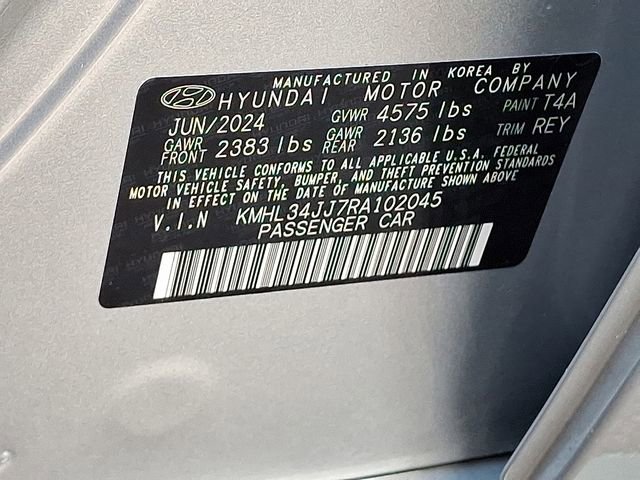 MANUFACTURED IN KOREA BY
HYUNDAI MOTOR COMPANY
JUN/2024 GVWR 4575 lbs PAINT T4A
GAWR FRONT 2383 lbs GAWR REAR 2136 lbs TRIM REY
THIS VEHICLE CONFORMS TO ALL APPLICABLE U.S.A. FEDERAL
MOTOR VEHICLE SAFETY, BUMPER, AND THEFT PREVENTION STANDARDS
IN EFFECT ON THE DATE OF MANUFACTURE SHOWN ABOVE
V.I.N KMHL34JJ7RA102045
PASSENGER CAR